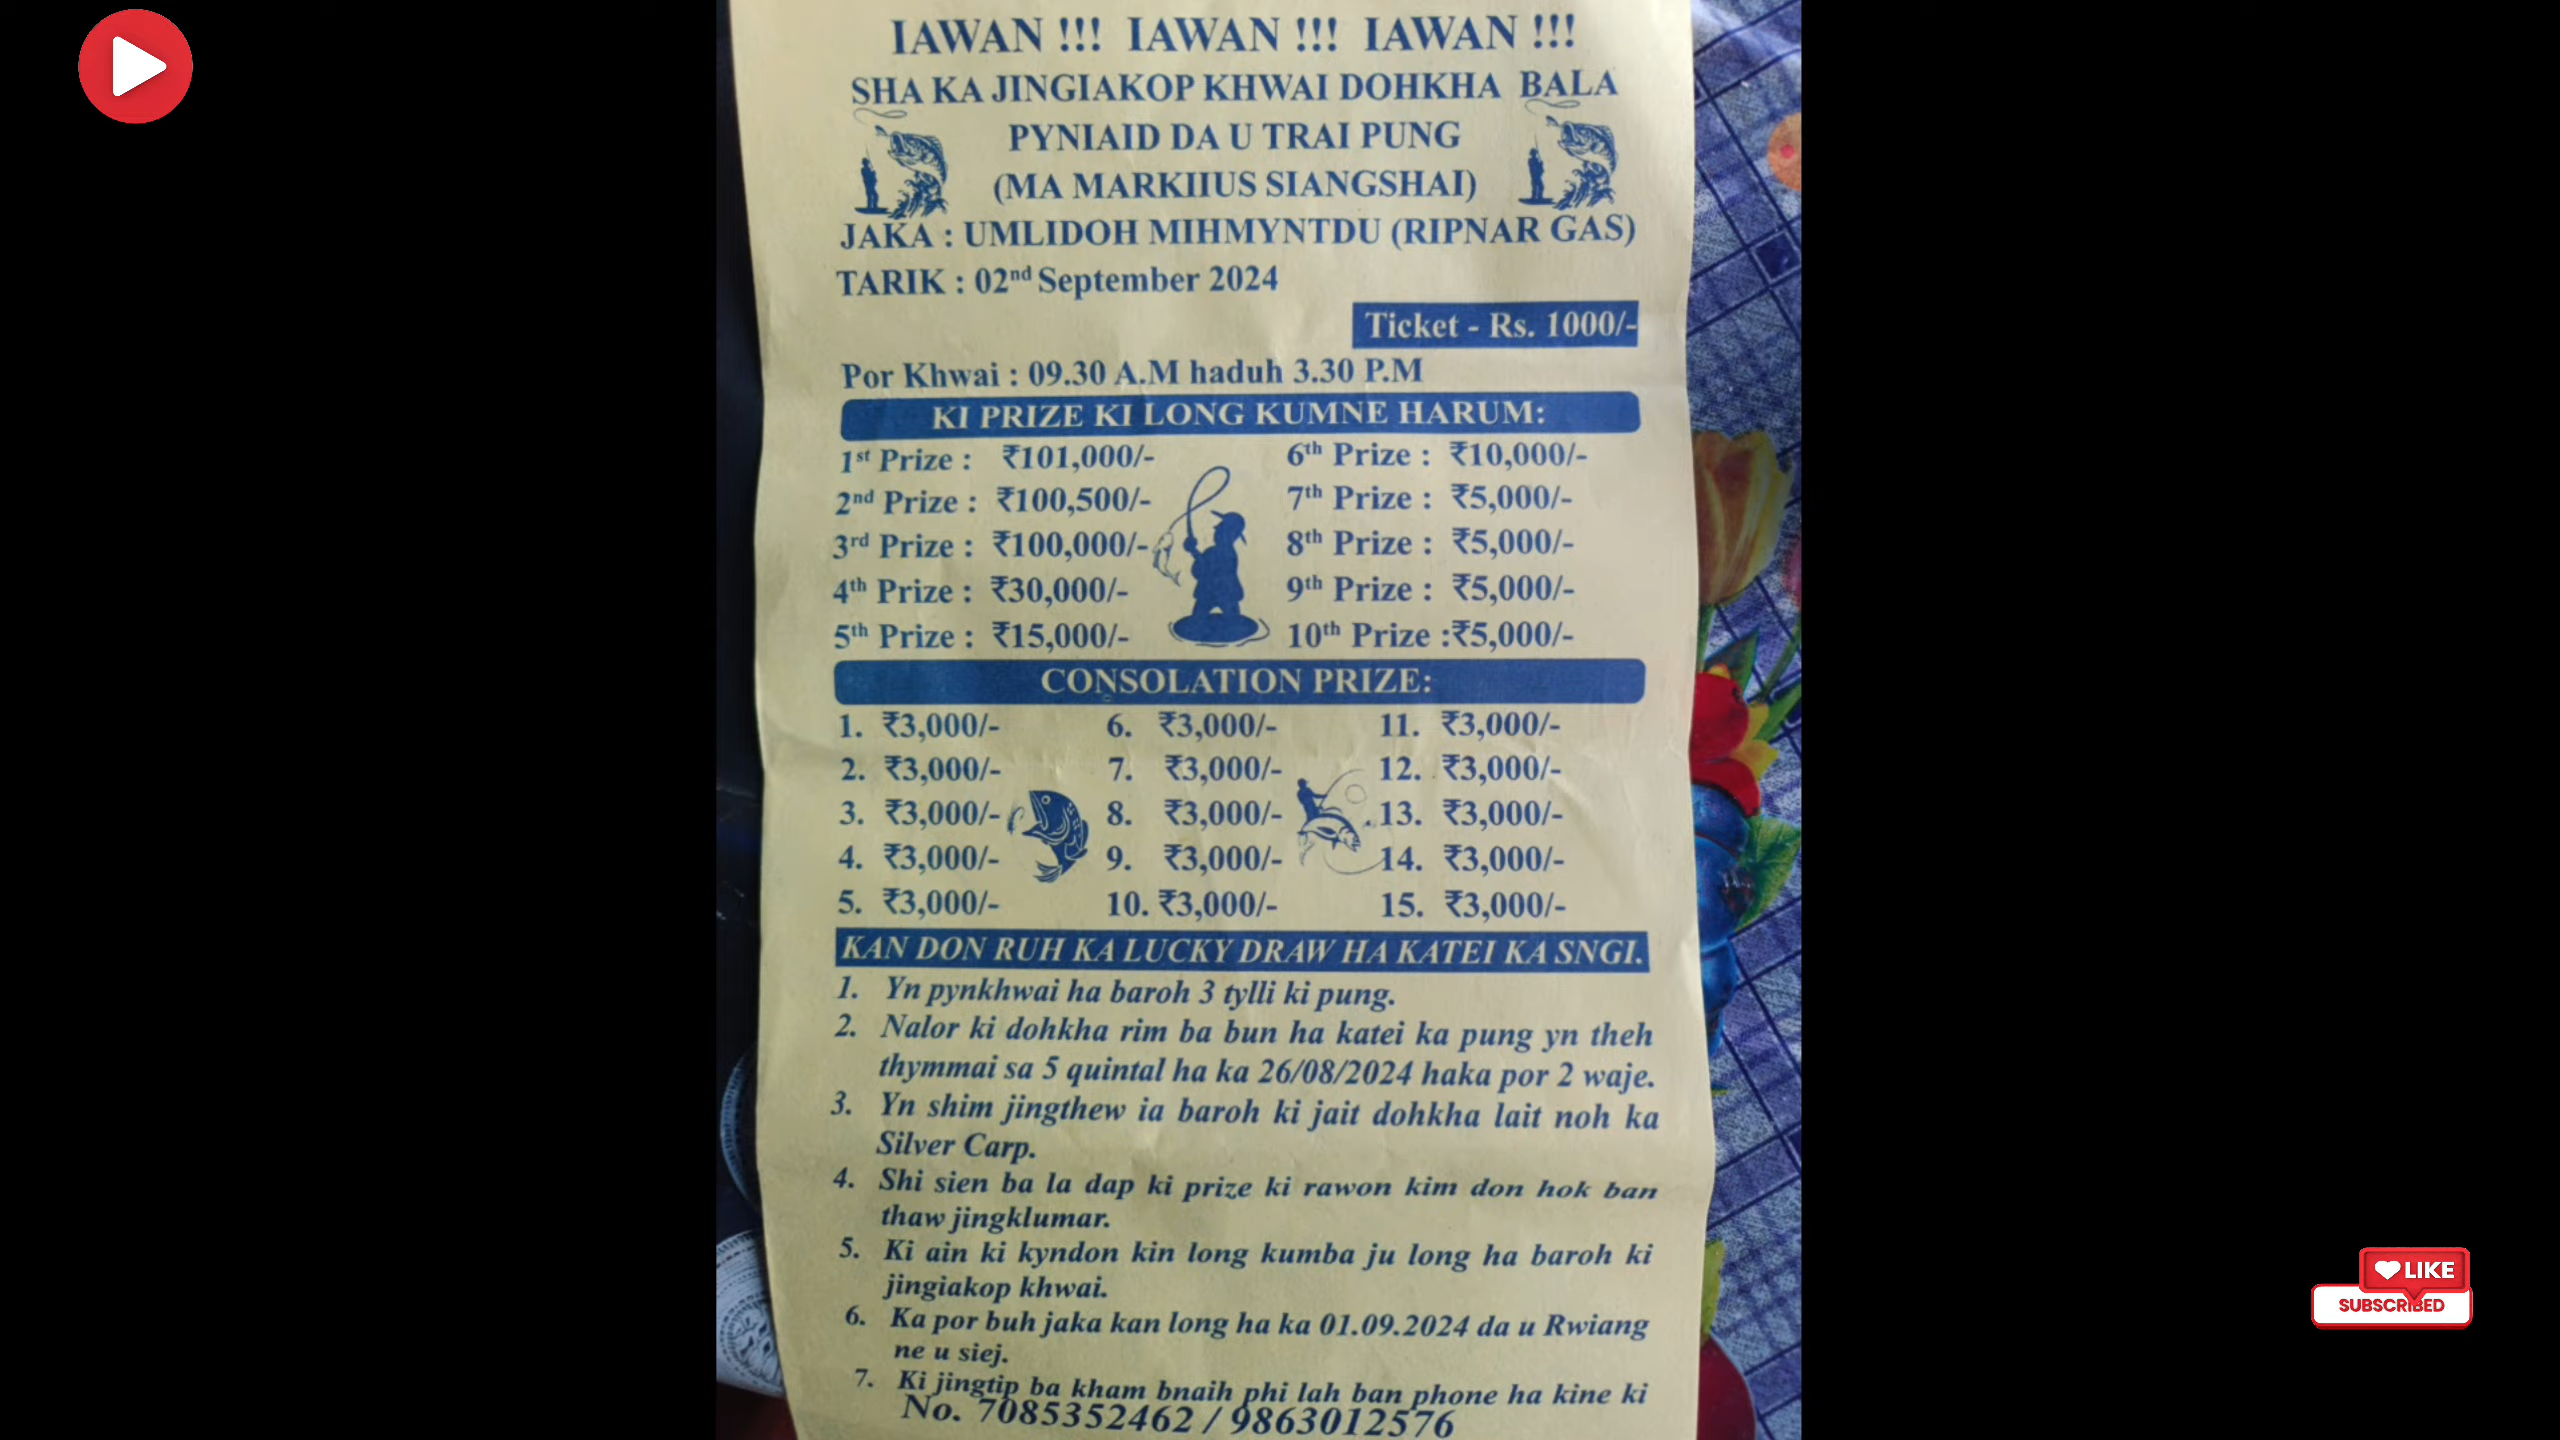 IAWAN !!! IAWAN !!! IAWAN !!!
SHA KA JINGIAKOP KHWAI DOHKHA BALA
PYNIAID DA U TRAI PUNG
(MA MARKIIUS SIANGSHAI)
JAKA : UMLIDOH MIHMYNTDU (RIPNAR GAS)
TARIK : 02nd September 2024
Ticket - Rs. 1000/-
Por Khwai : 09.30 A.M haduh 3.30 P.M
KI PRIZE KI LONG KUMNE HARUM:
1st Prize : ₹101,000/- 6th Prize : ₹10,000/-
2nd Prize : ₹100,500/- 7th Prize : ₹5,000/-
3rd Prize : ₹100,000/- 8th Prize : ₹5,000/-
4th Prize : ₹30,000/- 9th Prize : ₹5,000/-
5th Prize : ₹15,000/- 10th Prize :₹5,000/-
CONSOLATION PRIZE:
1. ₹3,000/- 6. ₹3,000/- 11. ₹3,000/-
2. ₹3,000/- 7. ₹3,000/- 12. ₹3,000/-
3. ₹3,000/- 8. ₹3,000/- 13. ₹3,000/-
4. ₹3,000/- 9. ₹3,000/- 14. ₹3,000/-
5. ₹3,000/- 10. ₹3,000/- 15. ₹3,000/-
KAN DON RUH KA LUCKY DRAW HA KATEI KA SNGI.
1. Yn pynkhwai ha baroh 3 tylli ki pung.
2. Nalor ki dohkha rim ba bun ha katei ka pung yn theh
thymmai sa 5 quintal ha ka 26/08/2024 haka por 2 waje.
3. Yn shim jingthew ia baroh ki jait dohkha lait noh ka
Silver Carp.
4. Shi sien ba la dap ki prize ki rawon kim don hok ban
thaw jingklumar.
5. Ki ain ki kyndon kin long kumba ju long ha baroh ki
jingiakop khwai.
6. Ka por buh jaka kan long ha ka 01.09.2024 da u Rwiang
ne u siej.
7. Ki jingtip ba kham bnaih phi lah ban phone ha kine ki
No. 7085352462 / 9863012576
LIKE
SUBSCRIBED